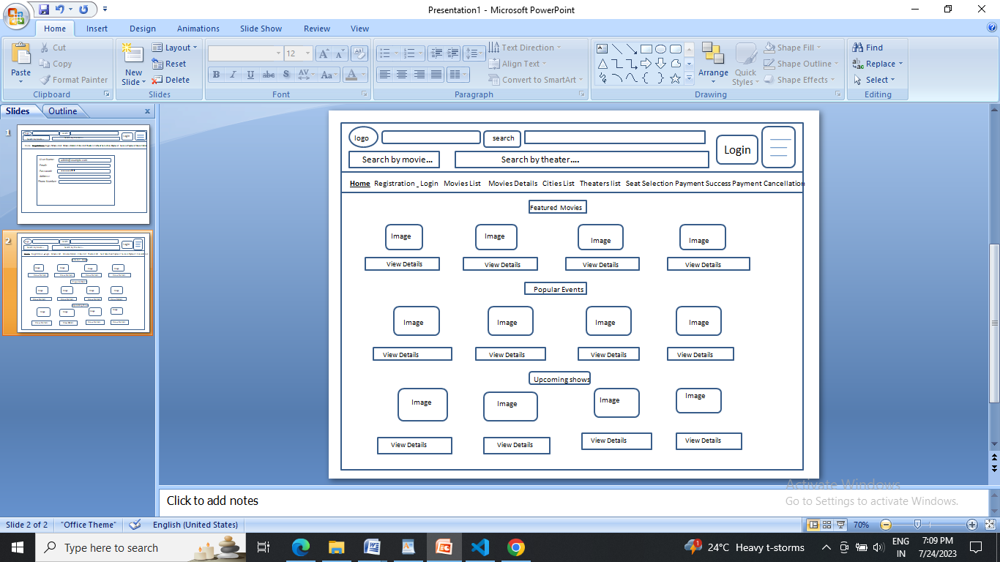 Presentation1 - Microsoft PowerPoint
Home Insert Design Animations Slide Show Review View
Paste Cut Copy Format Painter
New Slide Layout Reset Delete
12
B I U abc S AV Aa A
Text Direction Align Text Convert to SmartArt
Arrange Quick Styles Shape Fill Shape Outline Shape Effects
Find Replace Select
Clipboard Slides Font Paragraph Drawing Editing
Slides Outline x
1
2
logo search Login
Search by movie... Search by theater....
Home Registration Login Movies List Movies Details Cities List Theaters list Seat Selection Payment Success Payment Cancellation
Featured Movies
Image Image Image Image
View Details View Details View Details View Details
Popular Events
Image Image Image Image
View Details View Details View Details View Details
Upcoming shows
Image Image Image Image
View Details View Details View Details View Details
Activate Windows
Go to Settings to activate Windows.
Click to add notes
Slide 2 of 2 "Office Theme" English (United States) 70%
Type here to search 24°C Heavy t-storms ENG IN 7:09 PM 7/24/2023